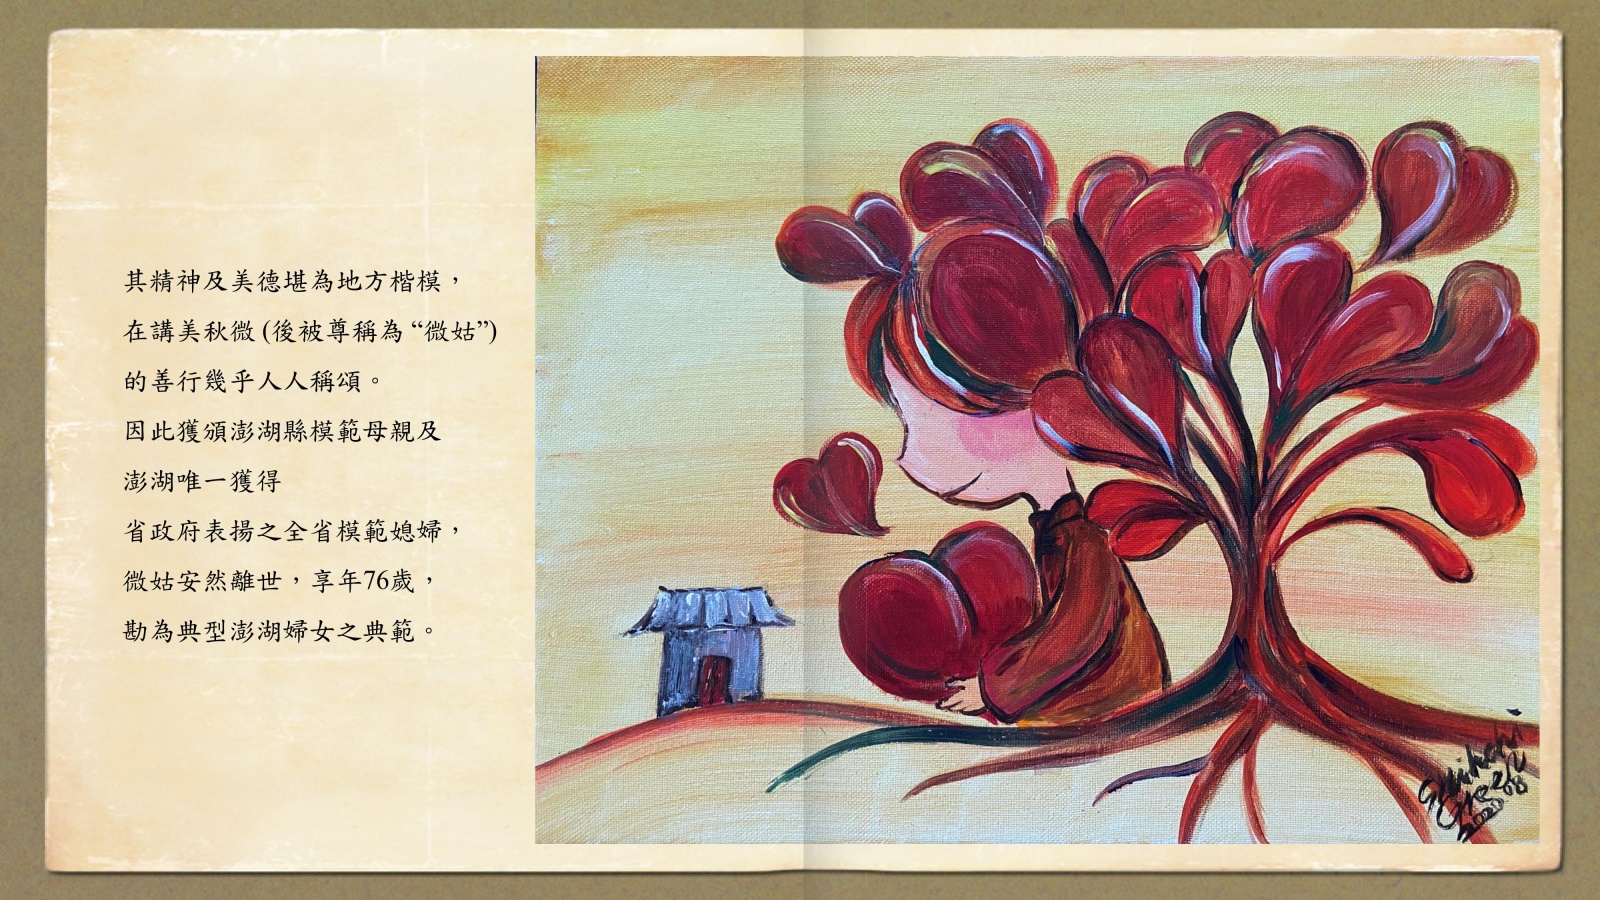 其精神及美德堪為地方楷模，
在講美秋微 (後被尊稱為 “微姑”)
的善行幾乎人人稱頌。
因此獲頒澎湖縣模範母親及
澎湖唯一獲得
省政府表揚之全省模範媳婦，
微姑安然離世，享年76歲，
勘為典型澎湖婦女之典範。